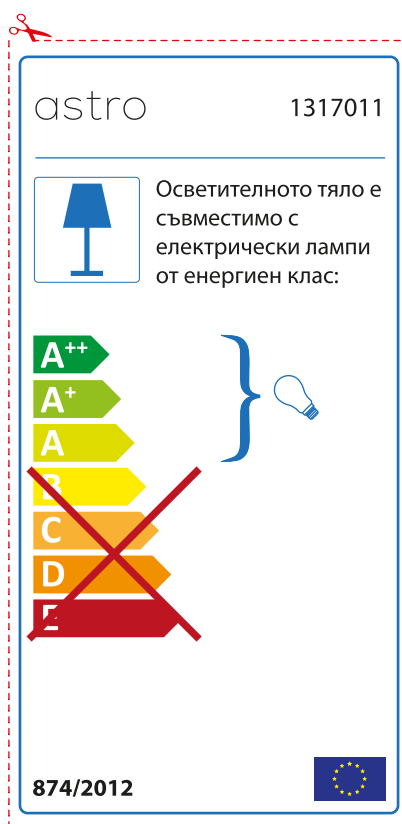 astro
1317011
Осветителното тяло е
съвместимо с
електрически лампи
от енергиен клас:
A++
A+
A
B
C
D
E
874/2012